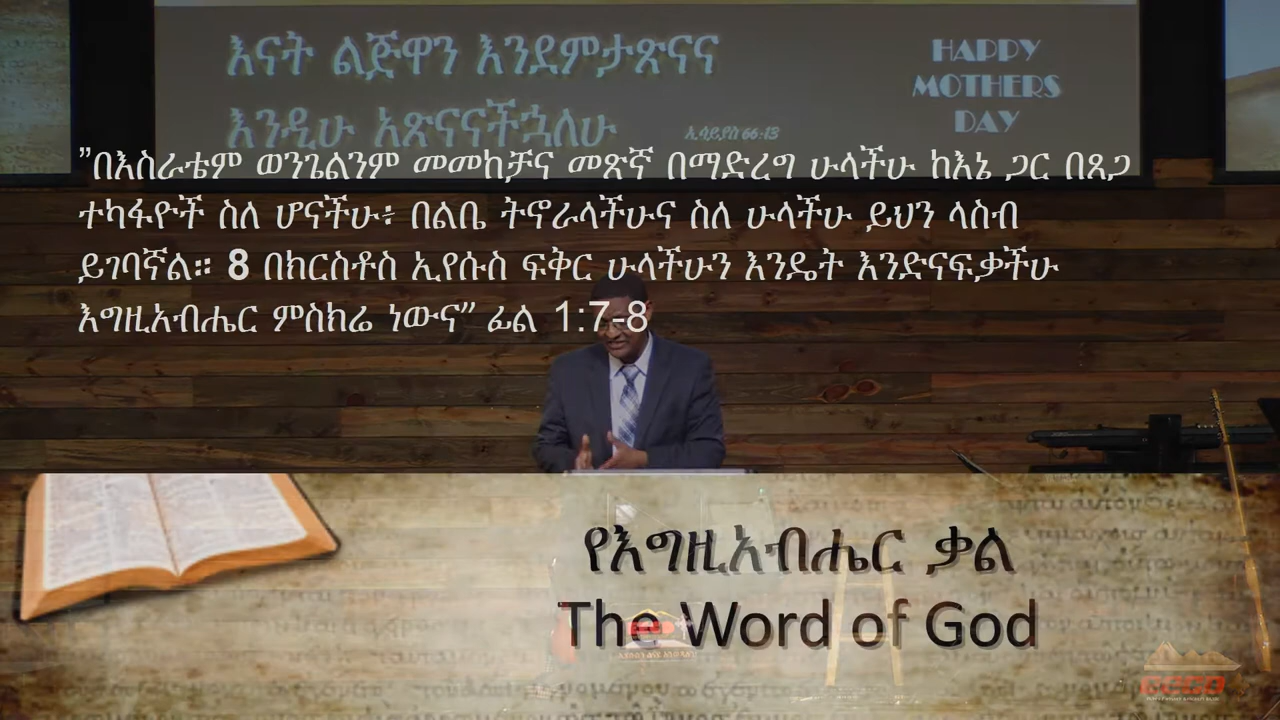 እናት ልጅዋን እንደምታጽናና
እንዲሁ አጽናናችኋለሁ
ኢሳይያስ 66:13
HAPPY
MOTHERS
DAY
”በእስራቴም ወንጌልንም መመከቻና መጽኛ በማድረግ ሁላችሁ ከእኔ ጋር በጸጋ
ተካፋዮች ስለ ሆናችሁ፥ በልቤ ትኖራላችሁና ስለ ሁላችሁ ይህን ላስብ
ይገባኛል። 8 በክርስቶስ ኢየሱስ ፍቅር ሁላችሁን እንዴት እንድናፍቃችሁ
እግዚአብሔር ምስክሬ ነውና” ፊል 1:7-8
የእግዚአብሔር ቃል
The Word of God